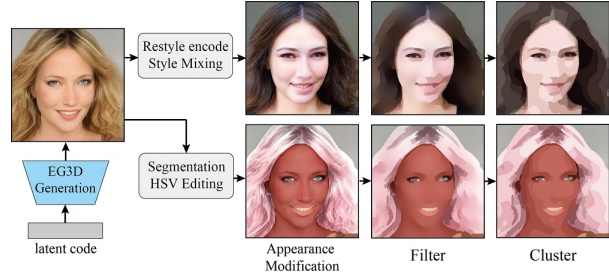 Restyle encode
Style Mixing
EG3D
Generation
Segmentation
HSV Editing
latent code
Appearance
Modification
Filter
Cluster